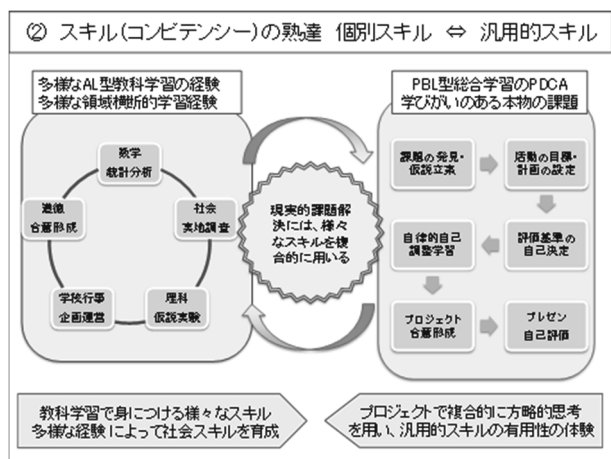 ② スキル(コンピテンシー)の熟達 個別スキル ⇔ 汎用的スキル
多様なAL型教科学習の経験
多様な領域横断的学習経験
数学
統計分析
道徳
合意形成
社会
実地調査
学校行事
企画運営
理科
仮説実験
現実的課題解
決には、様々
なスキルを複
合的に用いる
PBL型総合学習のPDCA
学びがいのある本物の課題
課題の発見・
仮説立案
活動の目標・
計画の設定
自律的自己
調整学習
評価基準の
自己決定
プロジェクト
合意形成
プレゼン
自己評価
教科学習で身につける様々なスキル
多様な経験によって社会スキルを育成
プロジェクトで複合的に方略的思考
を用い、汎用的スキルの有用性の体験